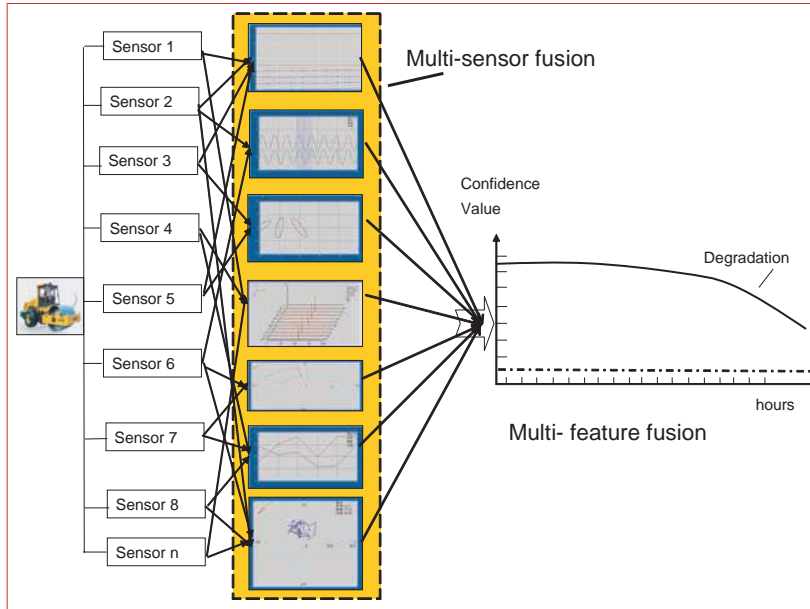 Sensor 1
Sensor 2
Sensor 3
Sensor 4
Sensor 5
Sensor 6
Sensor 7
Sensor 8
Sensor n
Multi-sensor fusion
Confidence
Value
Degradation
hours
Multi- feature fusion